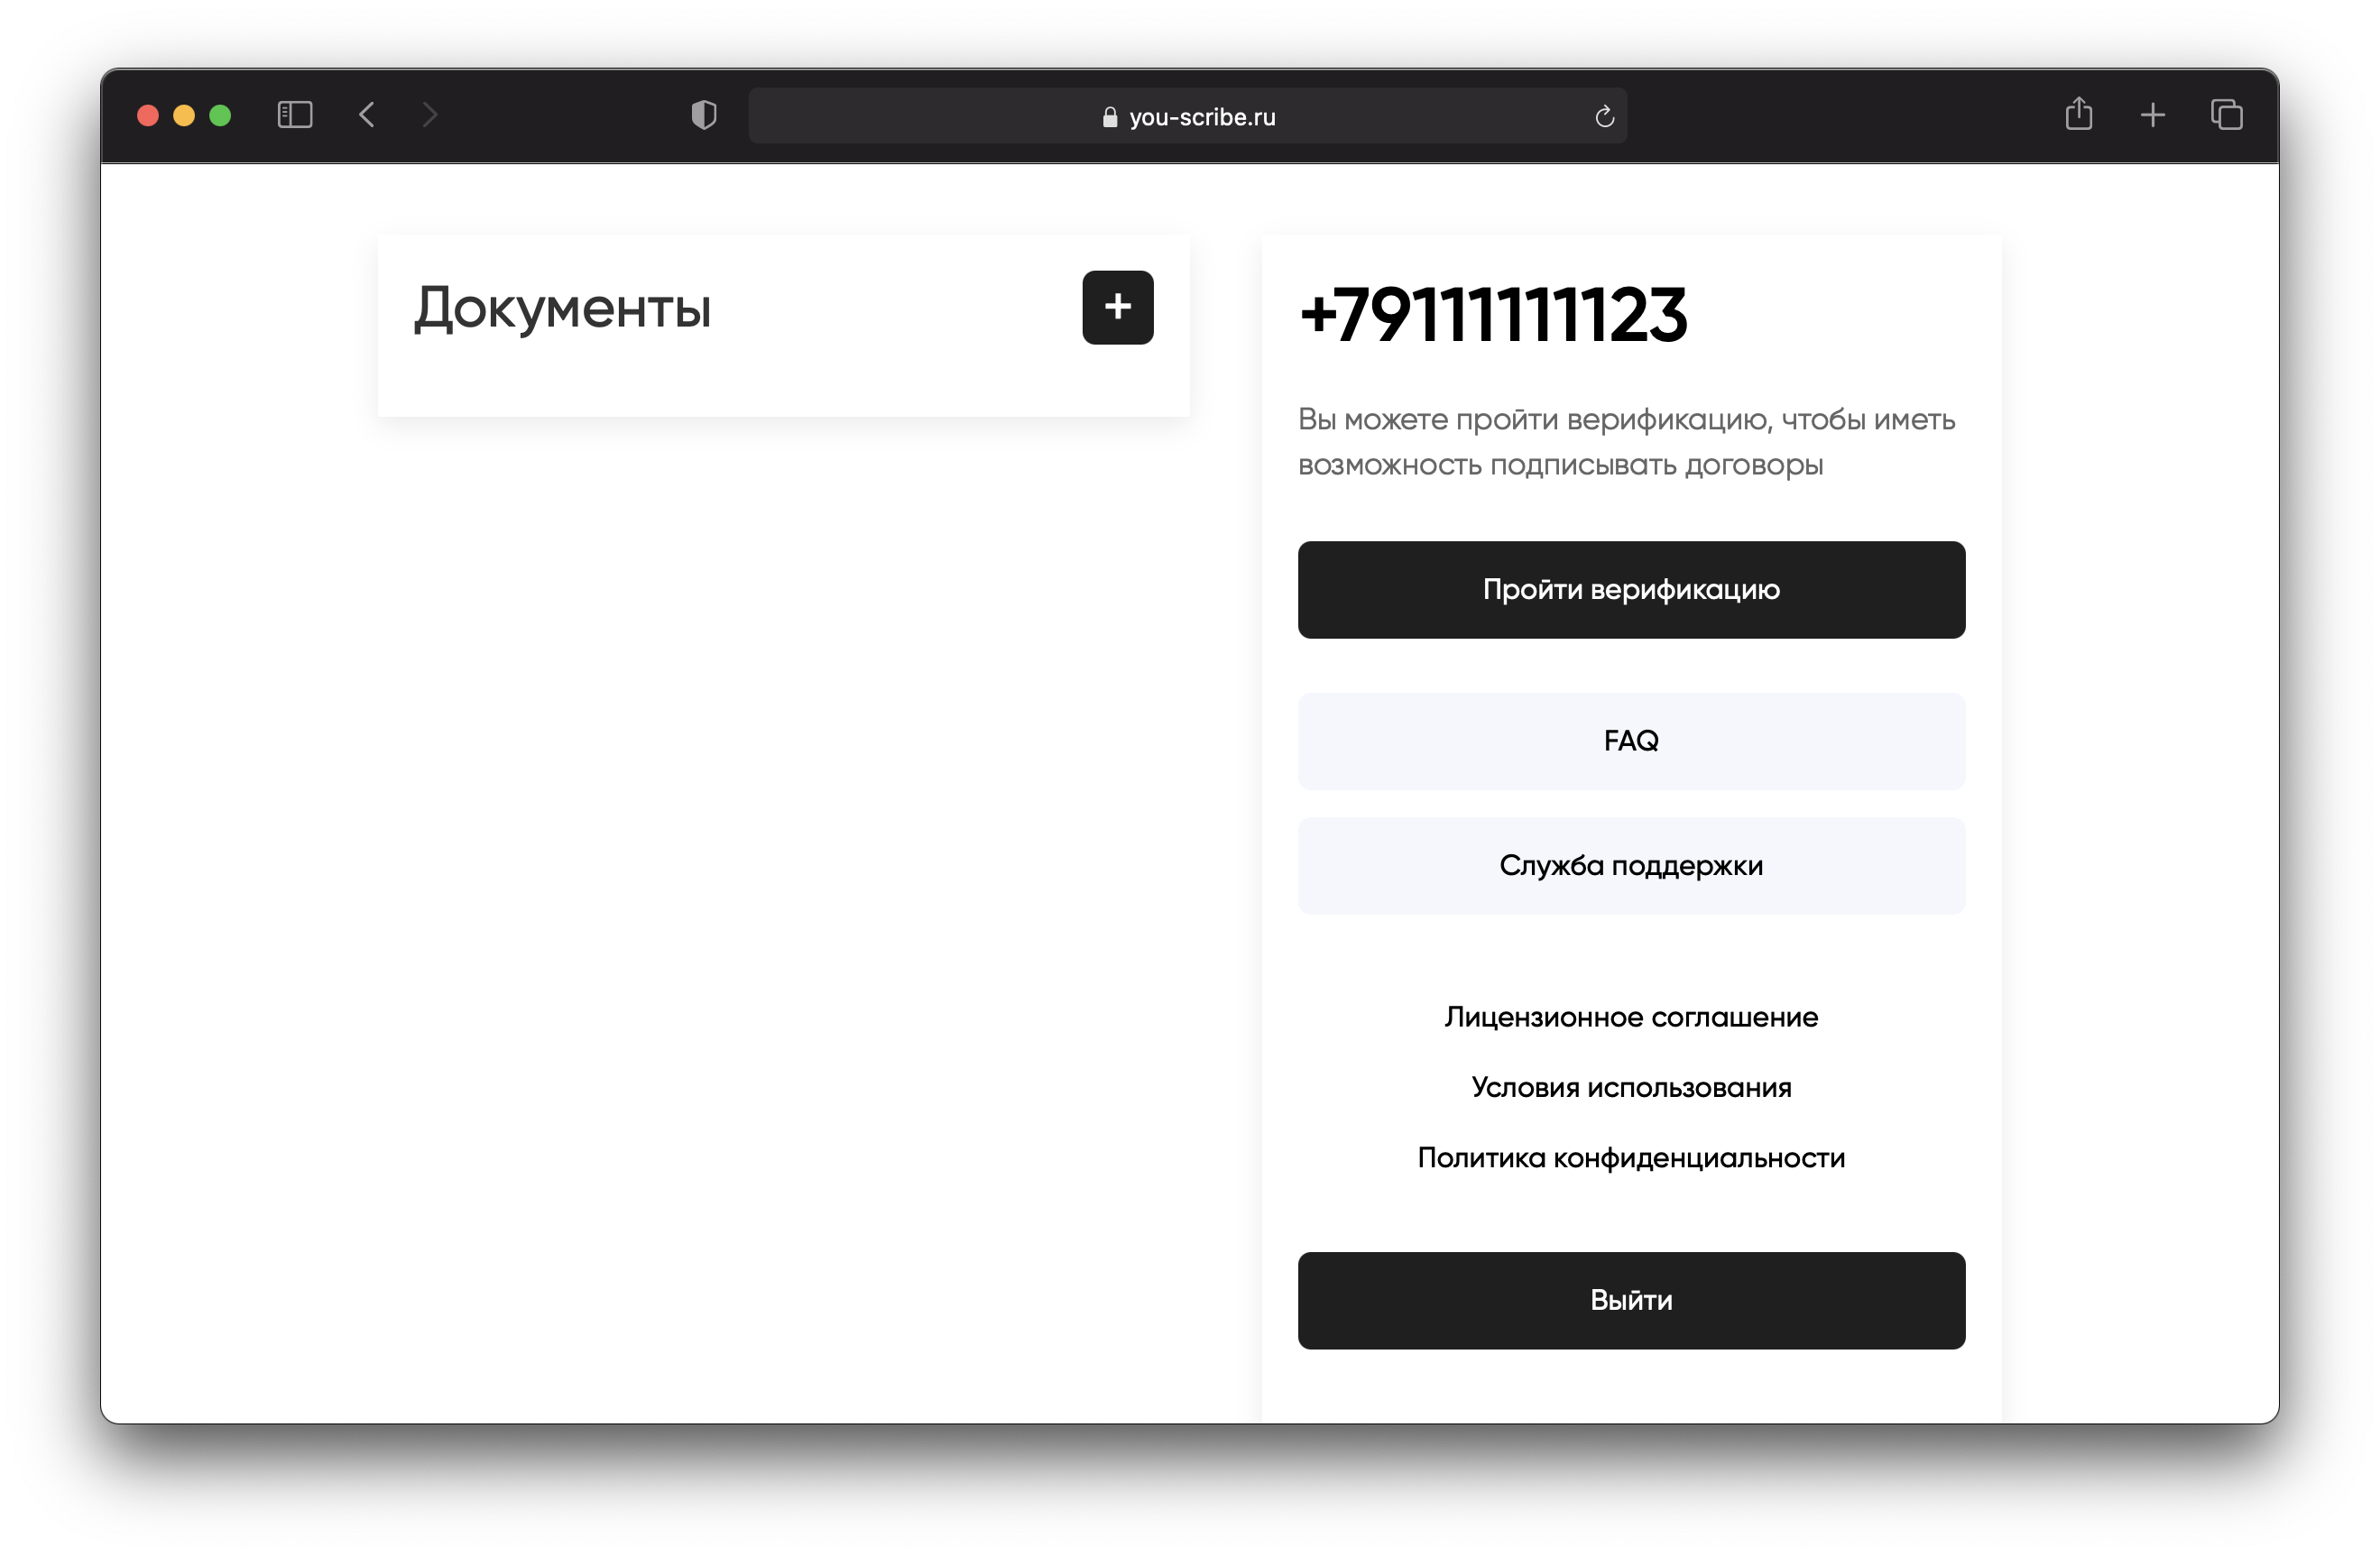 you-scribe.ru
Документы
+
+79111111123
Вы можете пройти верификацию, чтобы иметь
возможность подписывать договоры
Пройти верификацию
FAQ
Служба поддержки
Лицензионное соглашение
Условия использования
Политика конфиденциальности
Выйти